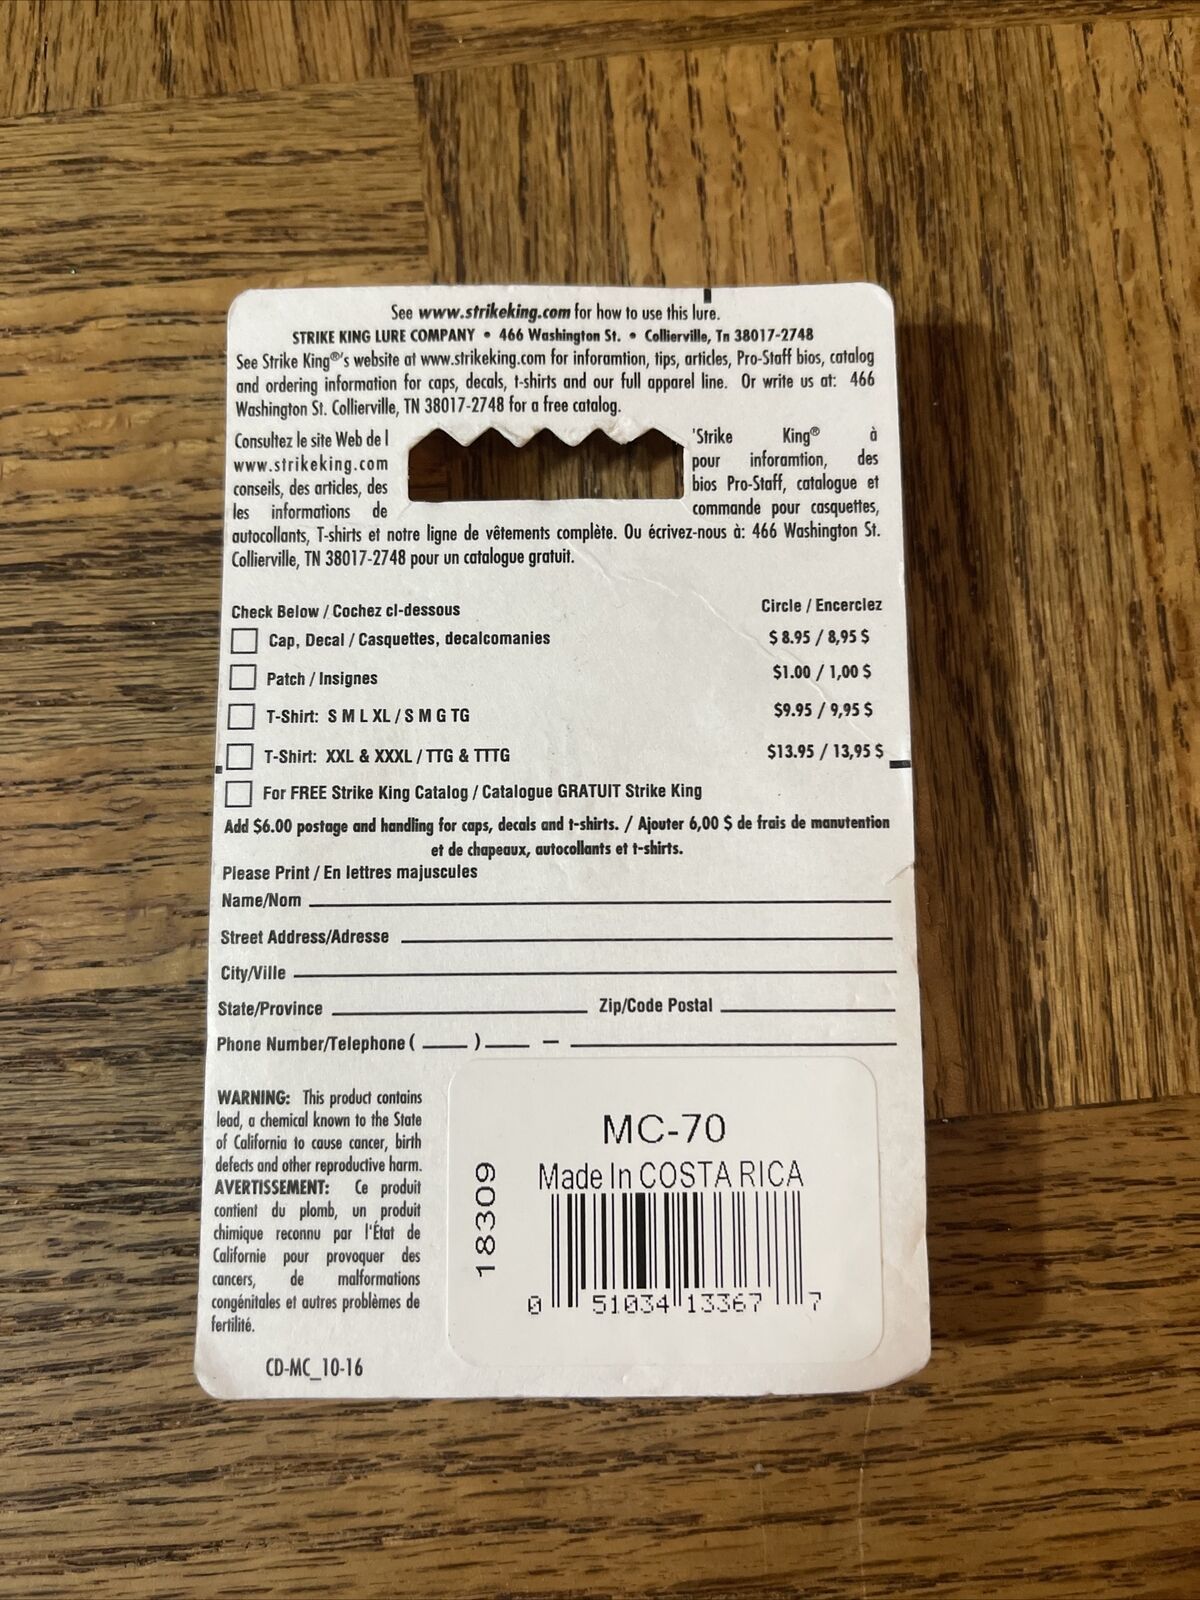 See www.strikeking.com for how to use this lure.
STRIKE KING LURE COMPANY • 466 Washington St. • Collierville, Tn 38017-2748
See Strike King®'s website at www.strikeking.com for inforamtion, tips, articles, Pro-Staff bios, catalog
and ordering information for caps, decals, t-shirts and our full apparel line. Or write us at: 466
Washington St. Collierville, TN 38017-2748 for a free catalog.
Consultez le site Web de l 'Strike King® à
www.strikeking.com pour inforamtion, des
conseils, des articles, des bios Pro-Staff, catalogue et
les informations de commande pour casquettes,
autocollants, T-shirts et notre ligne de vêtements complète. Ou écrivez-nous à: 466 Washington St.
Collierville, TN 38017-2748 pour un catalogue gratuit.
Check Below / Cochez cl-dessous Circle / Encerclez
Cap, Decal / Casquettes, decalcomanies $ 8.95 / 8,95 $
Patch / Insignes $1.00 / 1,00 $
T-Shirt: S M L XL / S M G TG $9.95 / 9,95 $
T-Shirt: XXL & XXXL / TTG & TTTG $13.95 / 13,95 $
For FREE Strike King Catalog / Catalogue GRATUIT Strike King
Add $6.00 postage and handling for caps, decals and t-shirts. / Ajouter 6,00 $ de frais de manutention
et de chapeaux, autocollants et t-shirts.
Please Print / En lettres majuscules
Name/Nom
Street Address/Adresse
City/Ville
State/Province Zip/Code Postal
Phone Number/Telephone ( ) –
WARNING: This product contains
lead, a chemical known to the State
of California to cause cancer, birth
defects and other reproductive harm.
AVERTISSEMENT: Ce produit
contient du plomb, un produit
chimique reconnu par l'État de
Californie pour provoquer des
cancers, de malformations
congénitales et autres problèmes de
fertilité.
CD-MC_10-16
MC-70
Made In COSTA RICA
18309
0 51034 13367 7